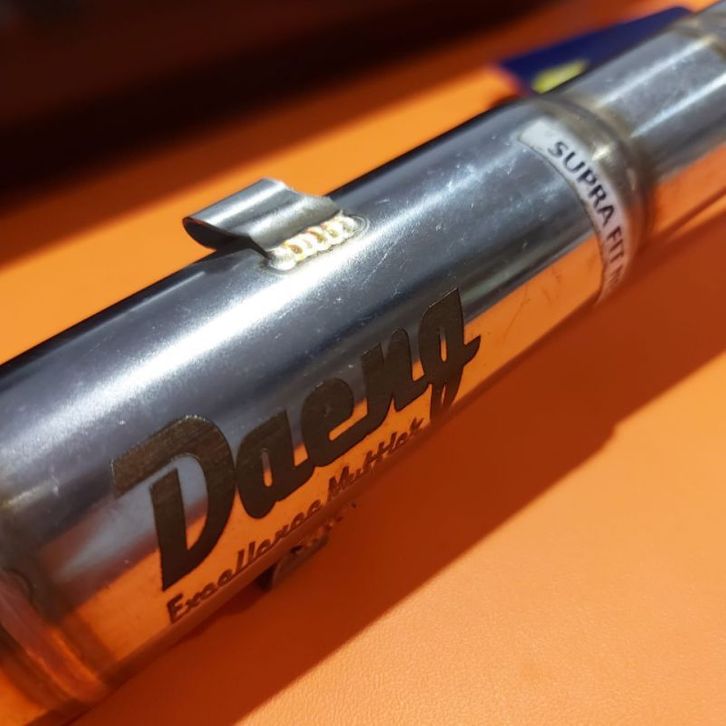 SUPRA FIT
Daeng
Excellence Muffler